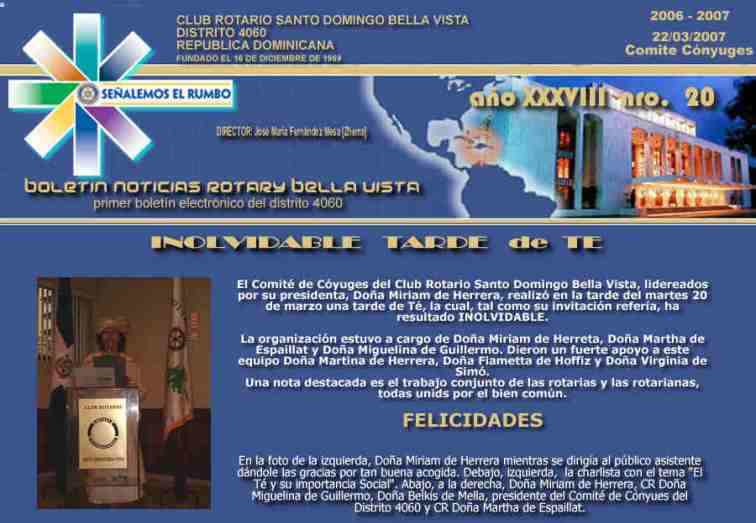 CLUB ROTARIO SANTO DOMINGO BELLA VISTA
DISTRITO 4060
REPUBLICA DOMINICANA
FUNDADO EL 16 DE DICIEMBRE DE 1969
2006 - 2007
22/03/2007
Comite Cónyuges
SEÑALEMOS EL RUMBO
año XXXVIII nro. 20
DIRECTOR: José María Fernández Mesa [Zhema]
BOLETIN NOTICIAS ROTARY BELLA VISTA
primer boletín electrónico del distrito 4060
INOLVIDABLE TARDE de TE
El Comité de Cóyuges del Club Rotario Santo Domingo Bella Vista, lidereados
por su presidenta, Doña Miriam de Herrera, realizó en la tarde del martes 20
de marzo una tarde de Té, la cual, tal como su invitación refería, ha
resultado INOLVIDABLE.
La organización estuvo a cargo de Doña Miriam de Herreta, Doña Martha de
Espaillat y Doña Miguelina de Guillermo. Dieron un fuerte apoyo a este
equipo Doña Martina de Herrera, Doña Fiametta de Hoffiz y Doña Virginia de
Simó.
Una nota destacada es el trabajo conjunto de las rotarias y las rotarianas,
todas unids por el bien común.
FELICIDADES
En la foto de la izquierda, Doña Miriam de Herrera mientras se dirigía al público asistente
dándole las gracias por tan buena acogida. Debajo, izquierda, la charlista con el tema "El
Té y su importancia Social". Abajo, a la derecha, Doña Miriam de Herrera, CR Doña
Miguelina de Guillermo, Doña Belkis de Mella, presidente del Comité de Cónyues del
Distrito 4060 y CR Doña Martha de Espaillat.
CLUB ROTARIO